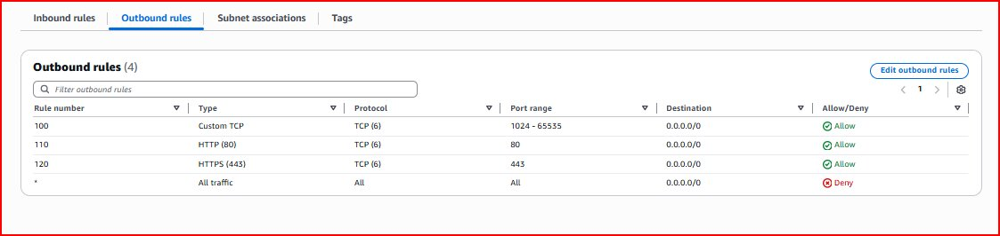 Inbound rules Outbound rules Subnet associations Tags
Outbound rules (4)
Edit outbound rules
Filter outbound rules
1
Rule number Type Protocol Port range Destination Allow/Deny
100 Custom TCP TCP (6) 1024 - 65535 0.0.0.0/0 Allow
110 HTTP (80) TCP (6) 80 0.0.0.0/0 Allow
120 HTTPS (443) TCP (6) 443 0.0.0.0/0 Allow
* All traffic All All 0.0.0.0/0 Deny